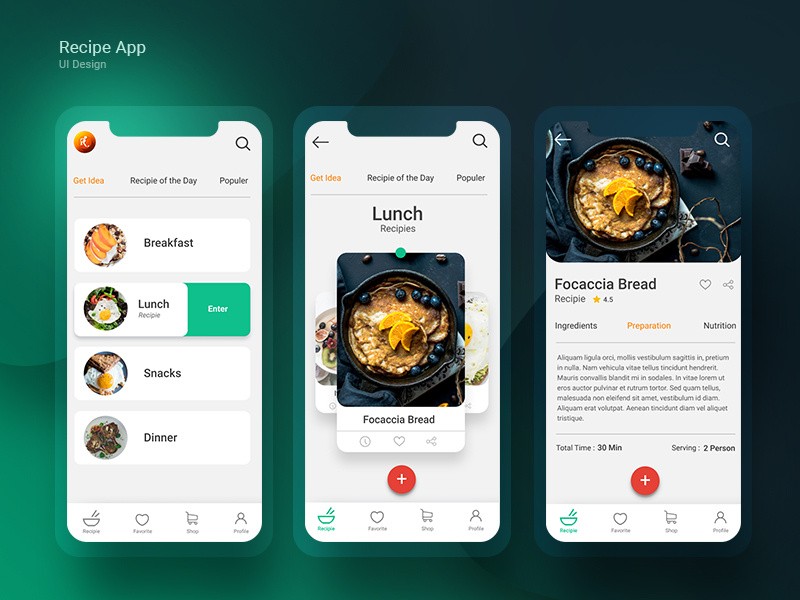 Recipe App
UI Design
Get Idea
Recipie of the Day
Populer
Breakfast
Lunch
Recipie
Enter
Snacks
Dinner
Recipie
Favorite
Shop
Profile
Get Idea
Recipie of the Day
Populer
Lunch
Recipies
Focaccia Bread
Recipie
Favorite
Shop
Profile
Focaccia Bread
Recipie 4.5
Ingredients
Preparation
Nutrition
Aliquam ligula orci, mollis vestibulum sagittis in, pretium
in nulla. Nam vehicula vitae tellus tincidunt hendrerit.
Mauris convallis blandit mi in sodales. In vitae lorem ut
eros auctor pulvinar et rutrum tortor. Sed quam tellus,
malesuada non eleifend sit amet, vestibulum id diam.
Aliquam erat volutpat. Aenean tincidunt diam vel aliquet
tristique.
Total Time : 30 Min
Serving : 2 Person
Recipie
Favorite
Shop
Profile